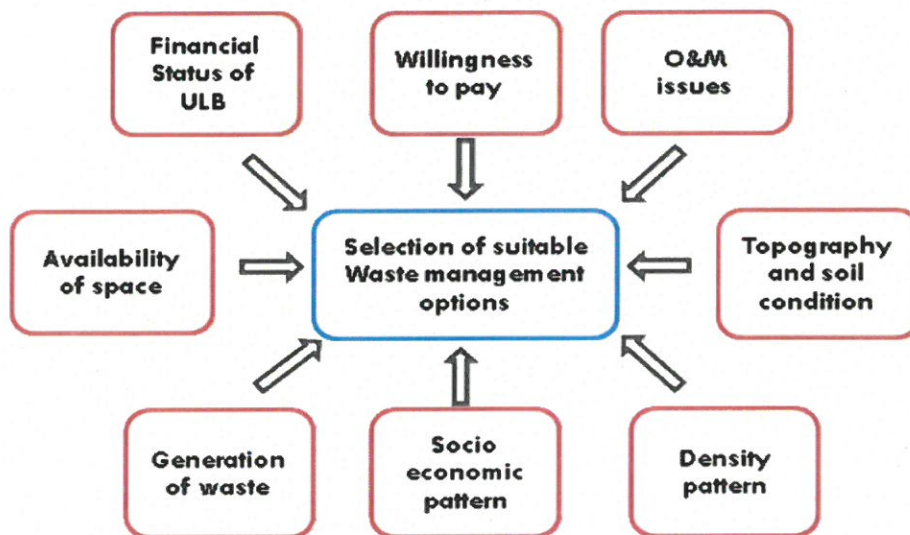 Financial
Status of
ULB
Willingness
to pay
O&M
issues
Availability
of space
Selection of suitable
Waste management
options
Topography
and soil
condition
Generation
of waste
Socio
economic
pattern
Density
pattern